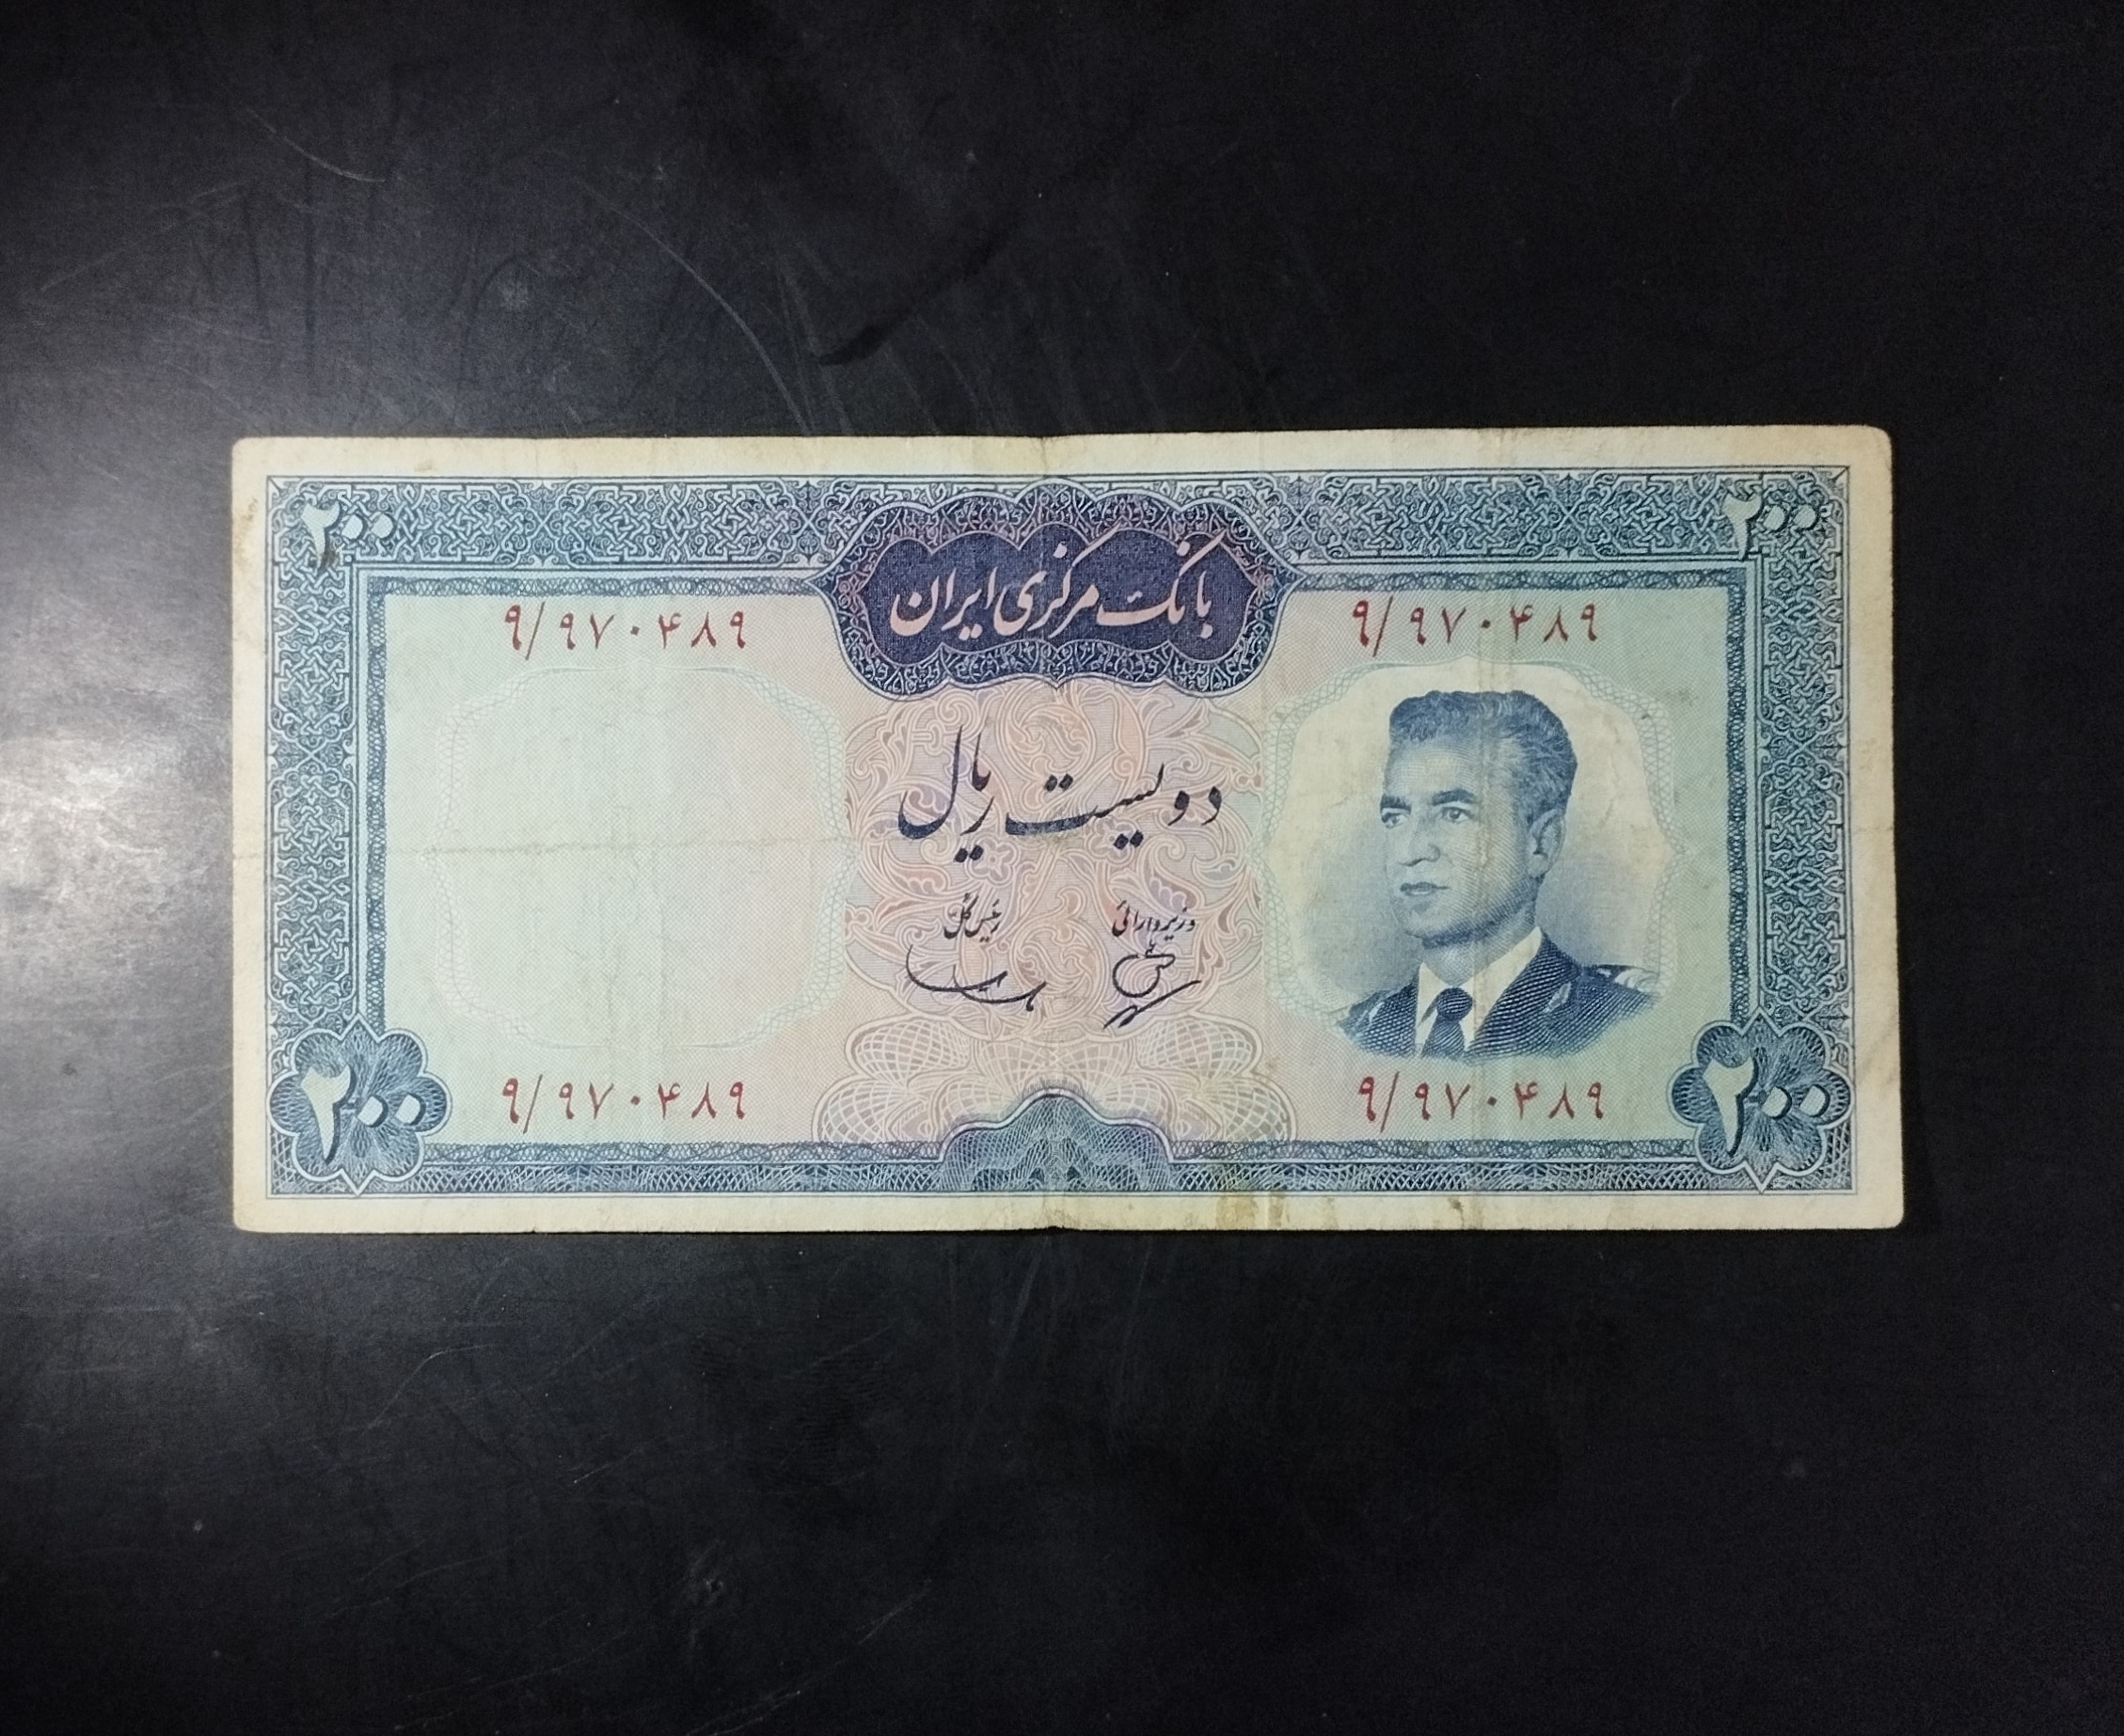 ۲۰۰ ۲۰۰
بانک مرکزی ایران
۹/۹۷۰۴۸۹ ۹/۹۷۰۴۸۹
دویست ریال
وزیر دارائی رئیس کل
۹/۹۷۰۴۸۹ ۹/۹۷۰۴۸۹
۲۰۰ ۲۰۰